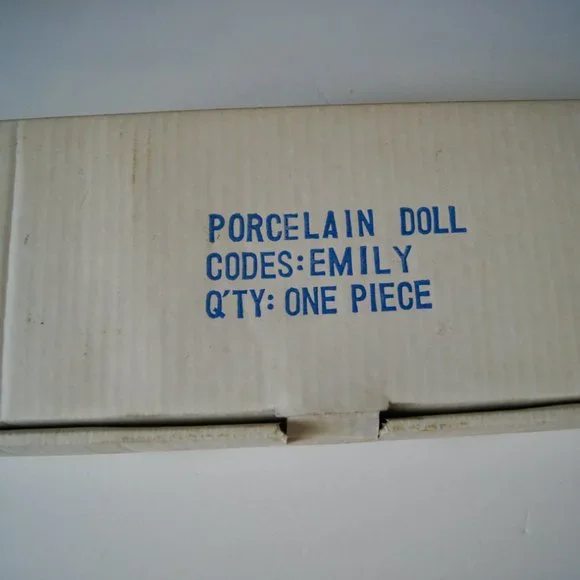 PORCELAIN DOLL
CODES:EMILY
Q'TY: ONE PIECE